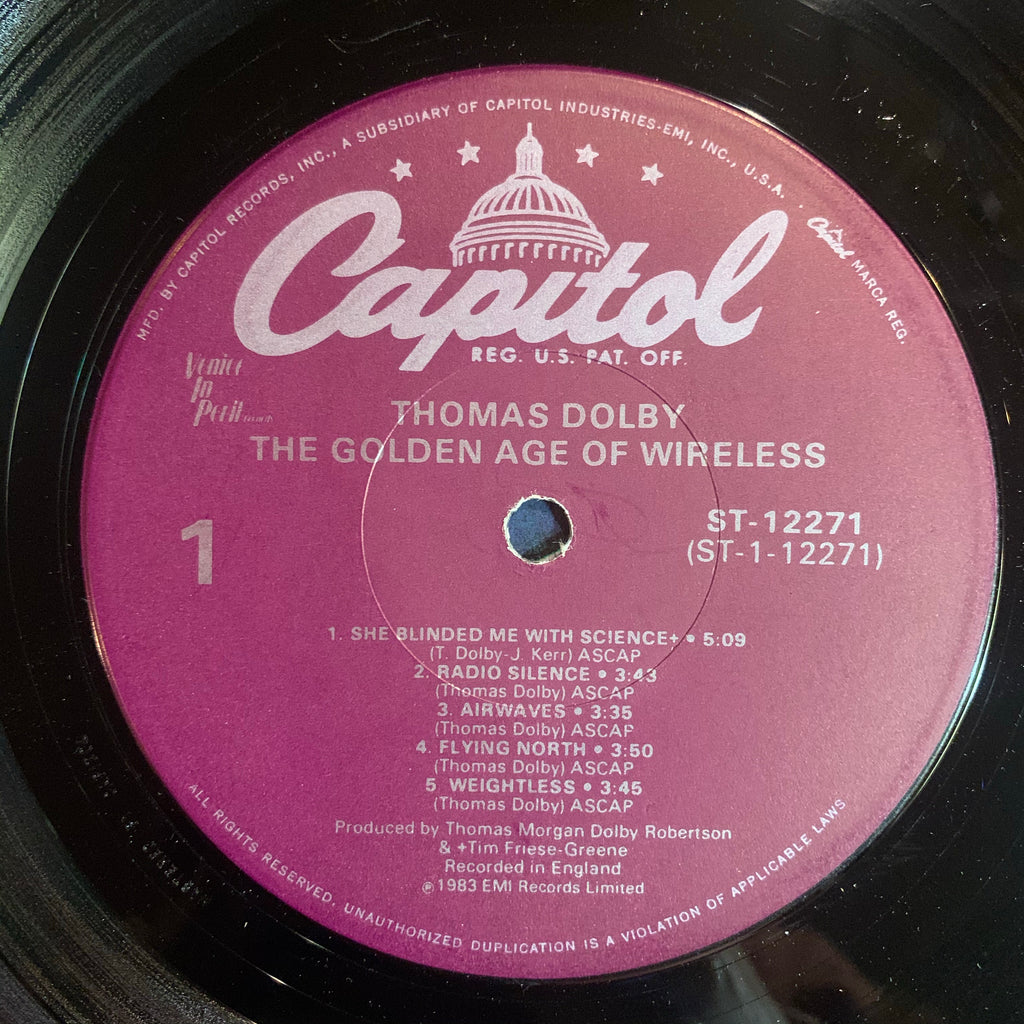 MFD. BY CAPITOL RECORDS, INC., A SUBSIDIARY OF CAPITOL INDUSTRIES-EMI, INC., U.S.A. . Capitol MARCA REG.
Capitol
REG. U.S. PAT. OFF.
Venice
In
Peril
THOMAS DOLBY
THE GOLDEN AGE OF WIRELESS
1
ST-12271
(ST-1-12271)
1. SHE BLINDED ME WITH SCIENCE+ • 5:09
(T. Dolby-J. Kerr) ASCAP
2. RADIO SILENCE • 3:43
(Thomas Dolby) ASCAP
3. AIRWAVES • 3:35
(Thomas Dolby) ASCAP
4. FLYING NORTH • 3:50
(Thomas Dolby) ASCAP
5 WEIGHTLESS • 3:45
(Thomas Dolby) ASCAP
Produced by Thomas Morgan Dolby Robertson
& +Tim Friese-Greene
Recorded in England
℗1983 EMI Records Limited
ALL RIGHTS RESERVED. UNAUTHORIZED DUPLICATION IS A VIOLATION OF APPLICABLE LAWS